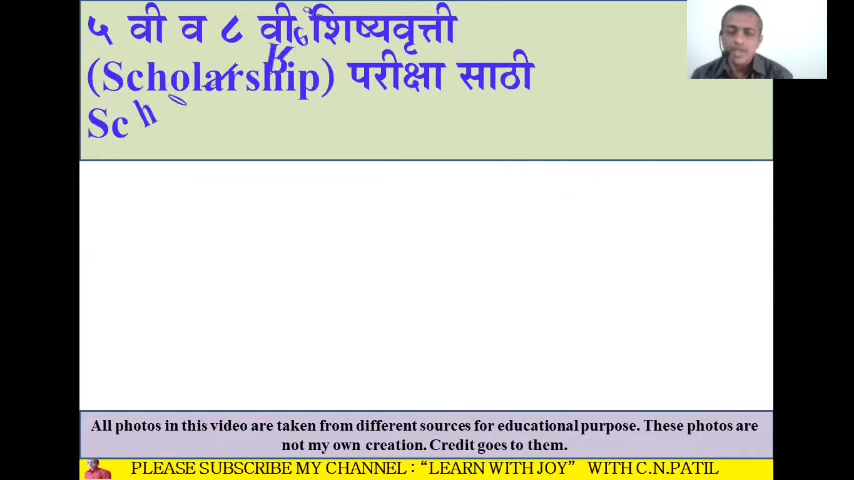 ५ वी व ८ वी शिष्यवृत्ती
(Scholarship) परीक्षा साठी
Sch
All photos in this video are taken from different sources for educational purpose. These photos are
not my own creation. Credit goes to them.
PLEASE SUBSCRIBE MY CHANNEL : “LEARN WITH JOY” WITH C.N.PATIL